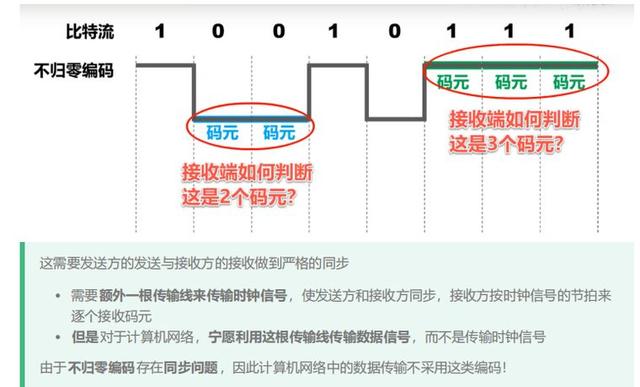 比特流 1 0 0 1 0 1 1 1
不归零编码
码元 码元 码元 码元 码元
接收端如何判断
这是2个码元？
接收端如何判断
这是3个码元？
这需要发送方的发送与接收方的接收做到严格的同步
• 需要额外一根传输线来传输时钟信号，使发送方和接收方同步，接收方按时钟信号的节拍来
逐个接收码元
• 但是对于计算机网络，宁愿利用这根传输线传输数据信号，而不是传输时钟信号
由于不归零编码存在同步问题，因此计算机网络中的数据传输不采用这类编码！